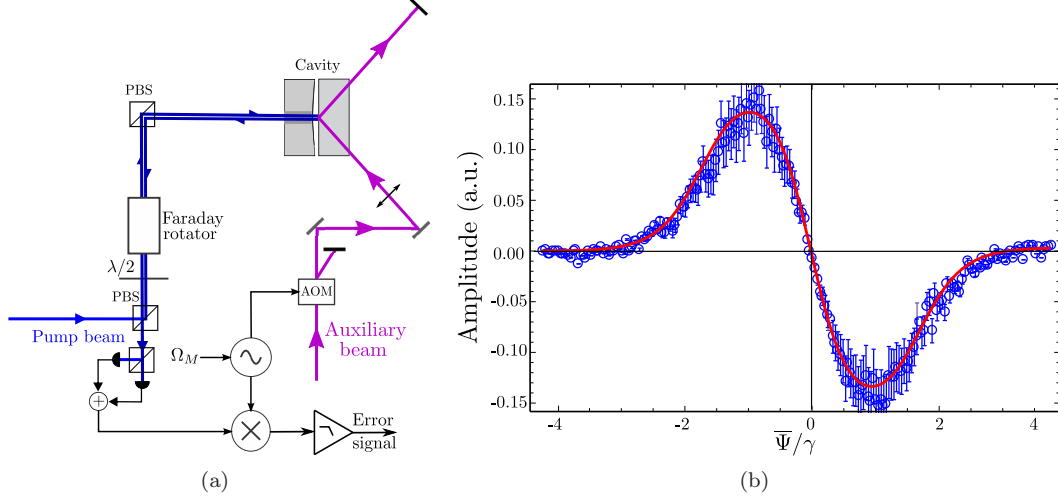 Cavity
PBS
Faraday
rotator
λ/2
PBS
Pump beam
AOM
Auxiliary
beam
Ω_M
+
Error
signal
(a)
Amplitude (a.u.)
0.15
0.10
0.05
0.00
-0.05
-0.10
-0.15
-4
-2
0
2
4
Ψ̅/γ
(b)